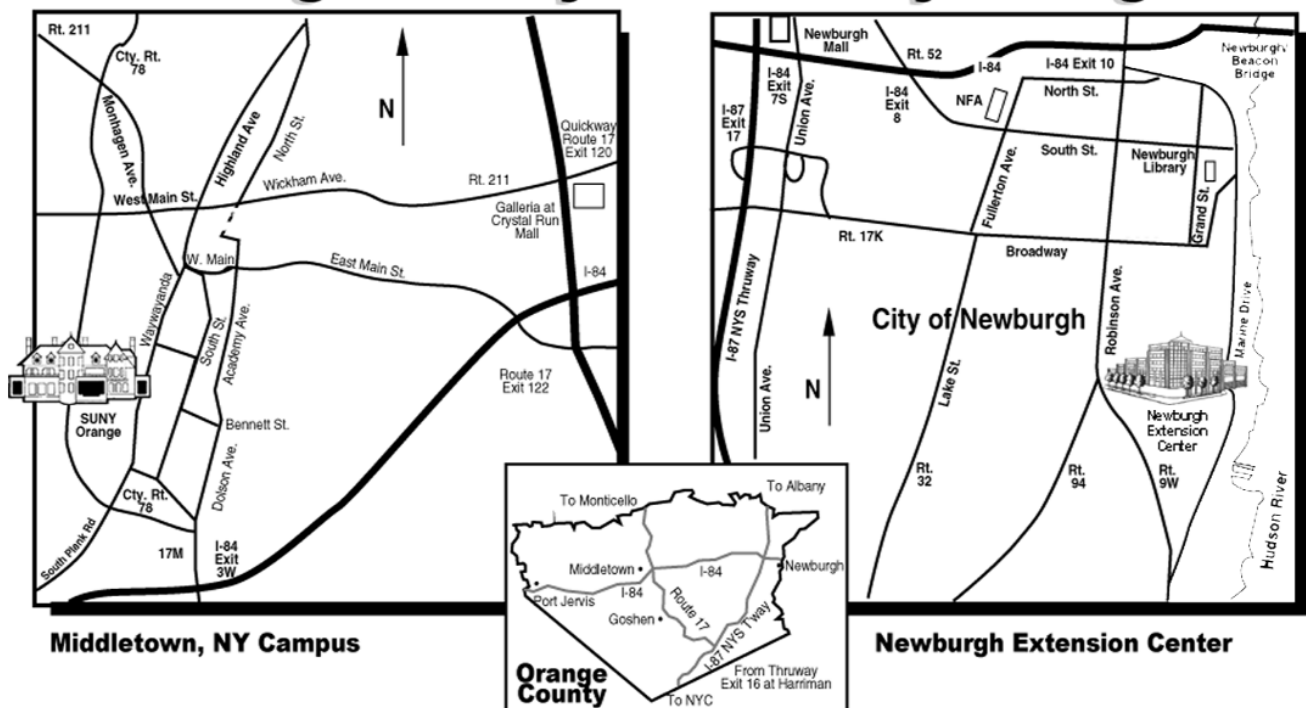 Rt. 211
Cty. Rt.
78
Monhagen Ave.
Highland Ave
North St.
N
Quickway
Route 17
Exit 120
West Main St.
Wickham Ave.
Rt. 211
Galleria at
Crystal Run
Mall
W. Main
East Main St.
I-84
Waywayanda
South St.
Academy Ave.
Route 17
Exit 122
SUNY
Orange
Bennett St.
Dolson Ave.
Cty. Rt.
78
South Plank Rd
17M
I-84
Exit
3W
Middletown, NY Campus
Newburgh
Mall
Rt. 52
I-84
I-84 Exit 10
Newburgh/
Beacon
Bridge
I-84
Exit
7S
Union Ave.
I-84
Exit
8
NFA
North St.
I-87
Exit
17
South St.
Newburgh
Library
Fullerton Ave.
Grand St.
Rt. 17K
Broadway
I-87 NYS Thruway
City of Newburgh
Robinson Ave.
Marine Drive
N
Lake St.
Union Ave.
Newburgh
Extension
Center
Rt.
32
Rt.
94
Rt.
9W
Hudson River
Newburgh Extension Center
To Monticello
To Albany
Middletown
I-84
Newburgh
Port Jervis
I-84
Goshen
Route 17
I-87 NYS T'way
Orange
County
From Thruway
Exit 16 at Harriman
To NYC